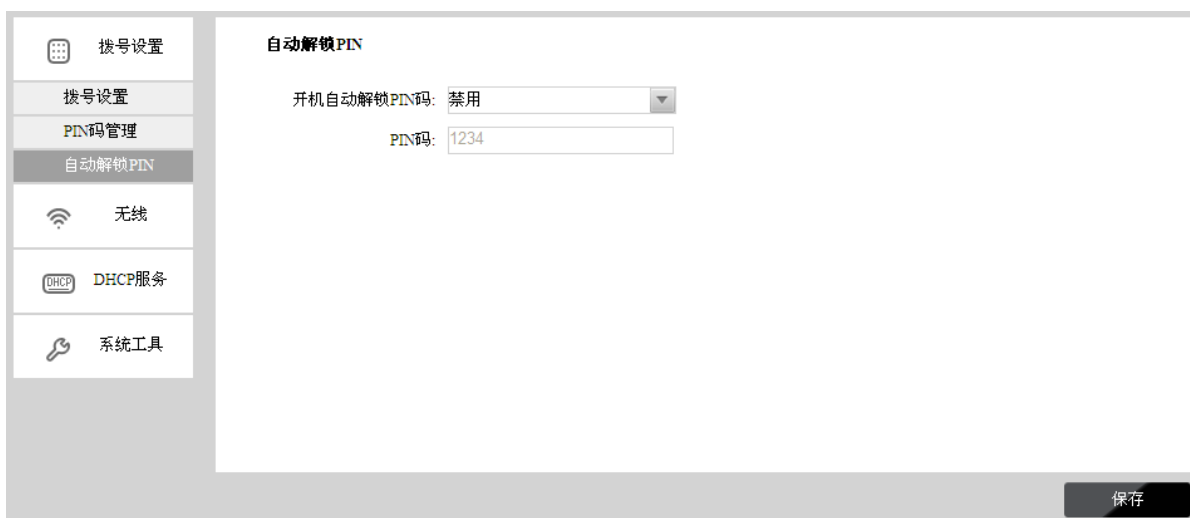 拨号设置
拨号设置
PIN码管理
自动解锁PIN
无线
DHCP
DHCP服务
系统工具
自动解锁PIN
开机自动解锁PIN码: 禁用
PIN码: 1234
保存